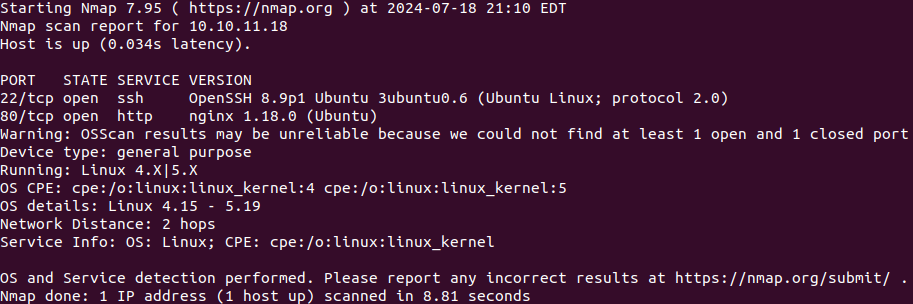 Starting Nmap 7.95 ( https://nmap.org ) at 2024-07-18 21:10 EDT
Nmap scan report for 10.10.11.18
Host is up (0.034s latency).

PORT   STATE SERVICE VERSION
22/tcp open  ssh     OpenSSH 8.9p1 Ubuntu 3ubuntu0.6 (Ubuntu Linux; protocol 2.0)
80/tcp open  http    nginx 1.18.0 (Ubuntu)
Warning: OSScan results may be unreliable because we could not find at least 1 open and 1 closed port
Device type: general purpose
Running: Linux 4.X|5.X
OS CPE: cpe:/o:linux:linux_kernel:4 cpe:/o:linux:linux_kernel:5
OS details: Linux 4.15 - 5.19
Network Distance: 2 hops
Service Info: OS: Linux; CPE: cpe:/o:linux:linux_kernel

OS and Service detection performed. Please report any incorrect results at https://nmap.org/submit/ .
Nmap done: 1 IP address (1 host up) scanned in 8.81 seconds